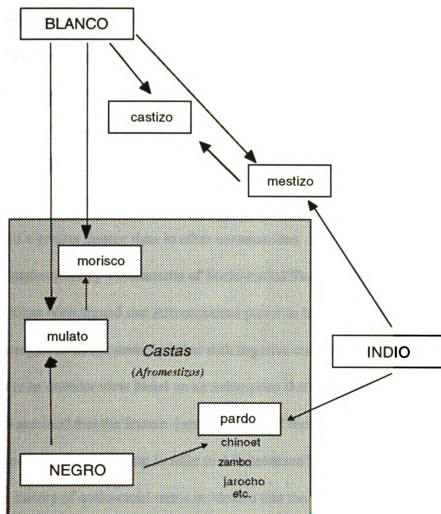 BLANCO
castizo
mestizo
morisco
mulato
Castas
(Afromestizos)
INDIO
pardo
chinoet
zambo
jarocho
etc.
NEGRO